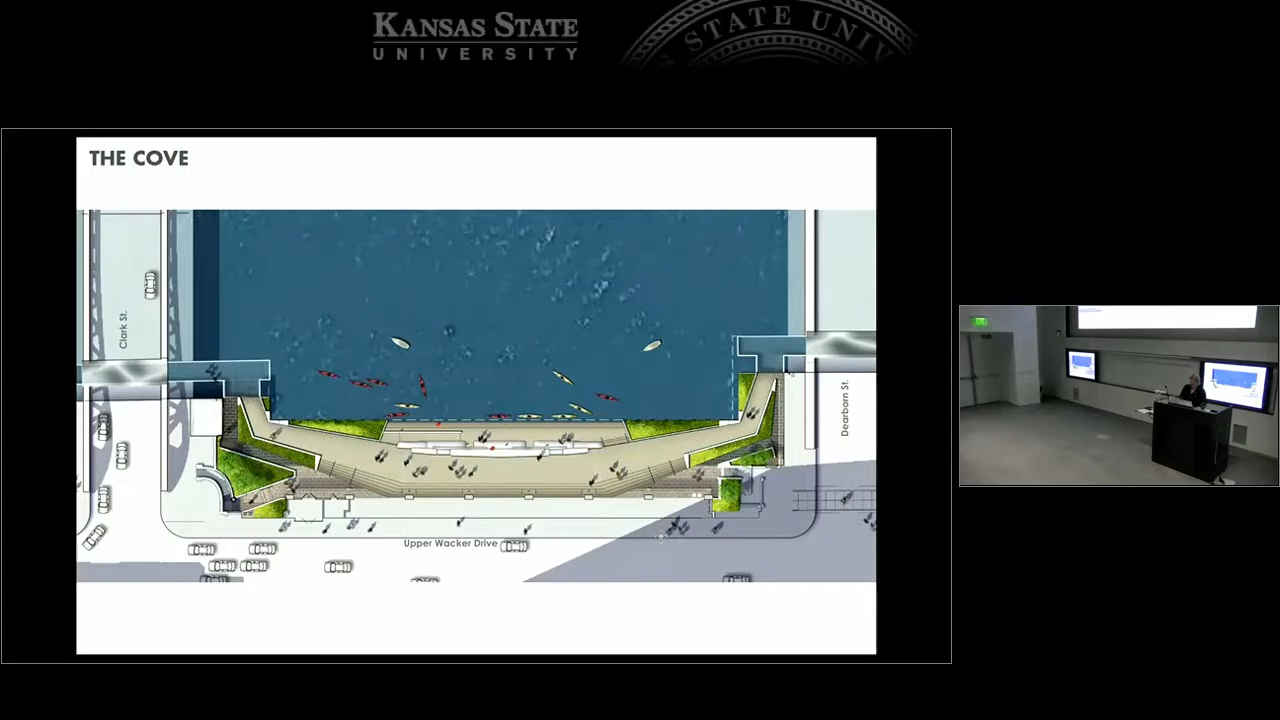 KANSAS STATE
UNIVERSITY
STATE UNIV
THE COVE
Clark St.
Dearborn St.
Upper Wacker Drive